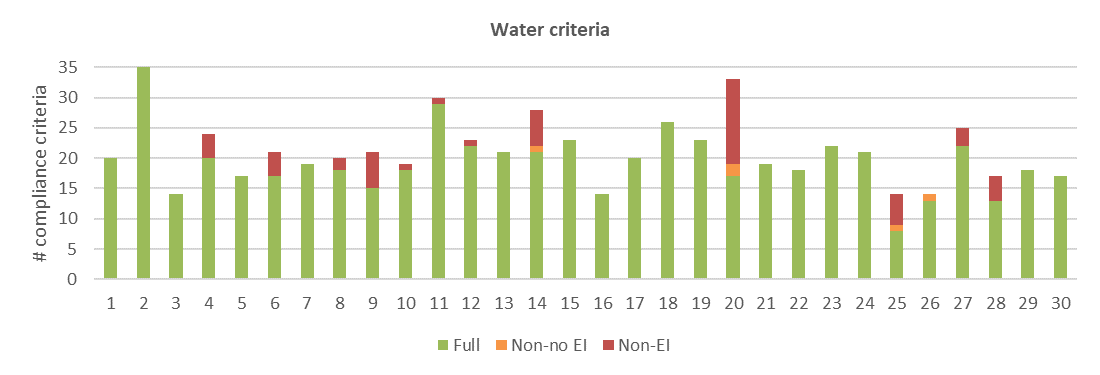 Water criteria
# compliance criteria
35
30
25
20
15
10
5
0
1 2 3 4 5 6 7 8 9 10 11 12 13 14 15 16 17 18 19 20 21 22 23 24 25 26 27 28 29 30
Full Non-no EI Non-EI